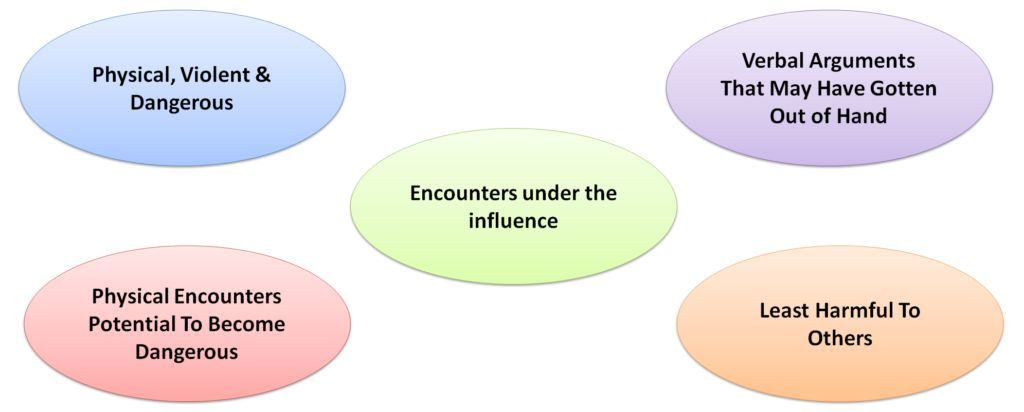 Physical, Violent &
Dangerous
Verbal Arguments
That May Have Gotten
Out of Hand
Encounters under the
influence
Physical Encounters
Potential To Become
Dangerous
Least Harmful To
Others